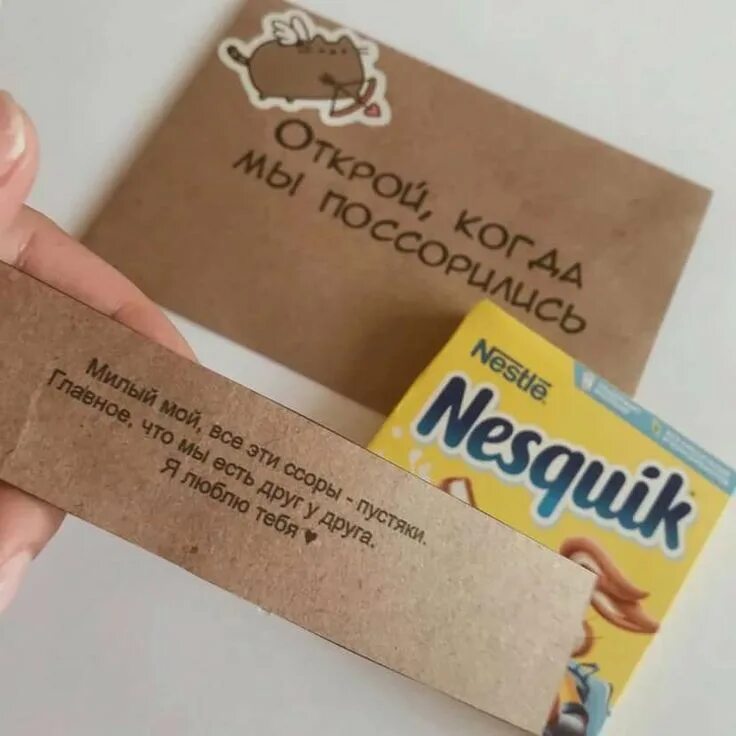 Открой, когда
мы поссорились
Милый мой, все эти ссоры - пустяки.
Главное, что мы есть друг у друга.
Я люблю тебя ♥
Nestlē
Nesquik